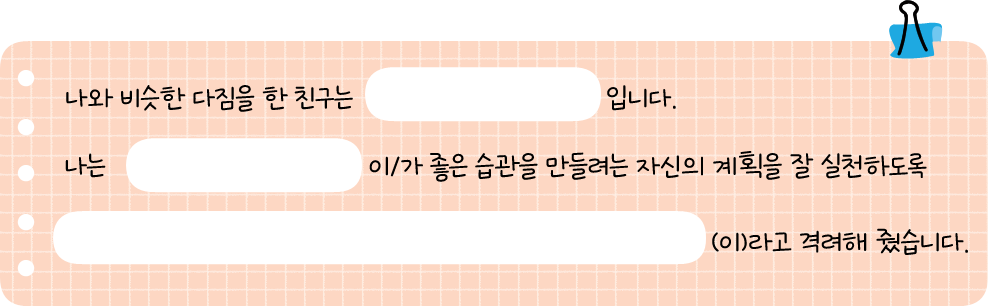 나와 비슷한 다짐을 한 친구는 입니다.
나는 이/가 좋은 습관을 만들려는 자신의 계획을 잘 실천하도록
(이)라고 격려해 줬습니다.